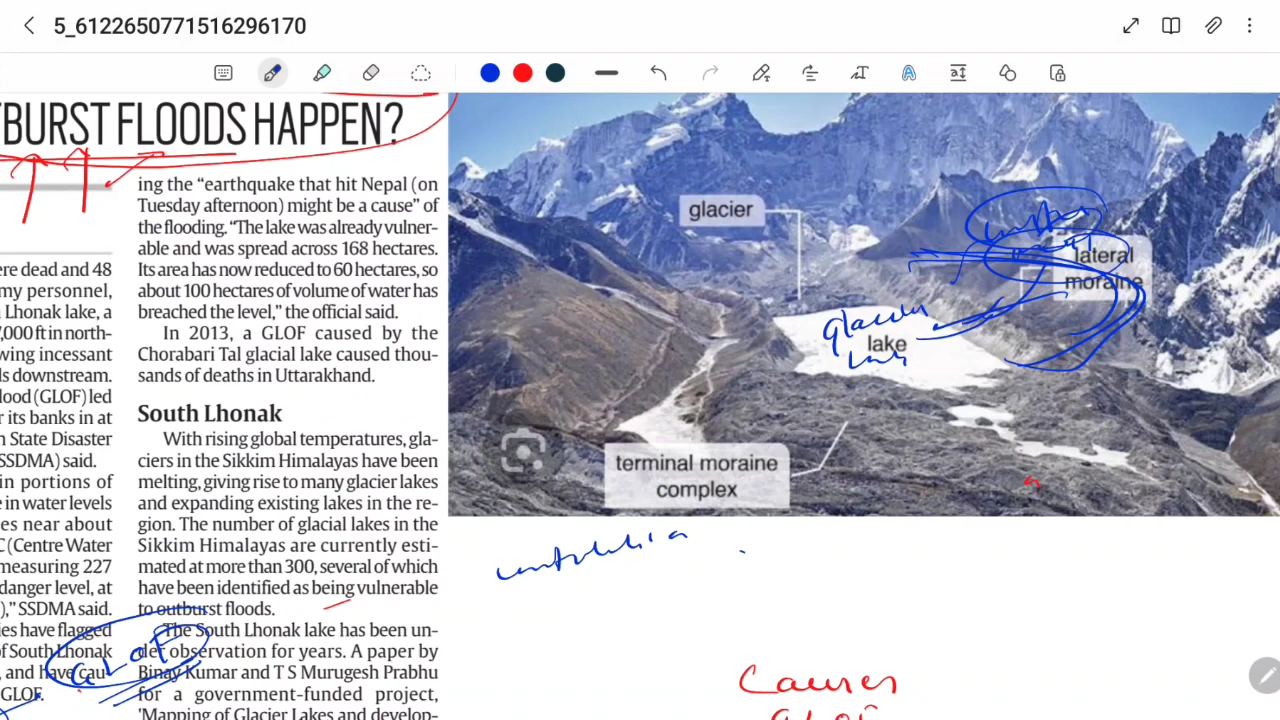 5_6122650771516296170
TBURST FLOODS HAPPEN?
ing the “earthquake that hit Nepal (on
Tuesday afternoon) might be a cause” of
the flooding. “The lake was already vulner-
able and was spread across 168 hectares.
Its area has now reduced to 60 hectares, so
about 100 hectares of volume of water has
breached the level,” the official said.
In 2013, a GLOF caused by the
Chorabari Tal glacial lake caused thou-
sands of deaths in Uttarakhand.
South Lhonak
With rising global temperatures, gla-
ciers in the Sikkim Himalayas have been
melting, giving rise to many glacier lakes
and expanding existing lakes in the re-
gion. The number of glacial lakes in the
Sikkim Himalayas are currently esti-
mated at more than 300, several of which
have been identified as being vulnerable
to outburst floods.
The South Lhonak lake has been un-
der observation for years. A paper by
Binay Kumar and T S Murugesh Prabhu
for a government-funded project,
'Mapping of Glacier Lakes and develop-
ere dead and 48
my personnel,
Lhonak lake, a
7,000 ft in north-
wing incessant
ds downstream.
lood (GLOF) led
r its banks in at
n State Disaster
SSDMA) said.
in portions of
e in water levels
es near about
C (Centre Water
measuring 227
danger level, at
),” SSDMA said.
ies have flagged
of South Lhonak
, and have cau-
GLOF.
GLOF
glacier
lateral
moraine
glacier
lake
terminal moraine
complex
Causes
GLOF